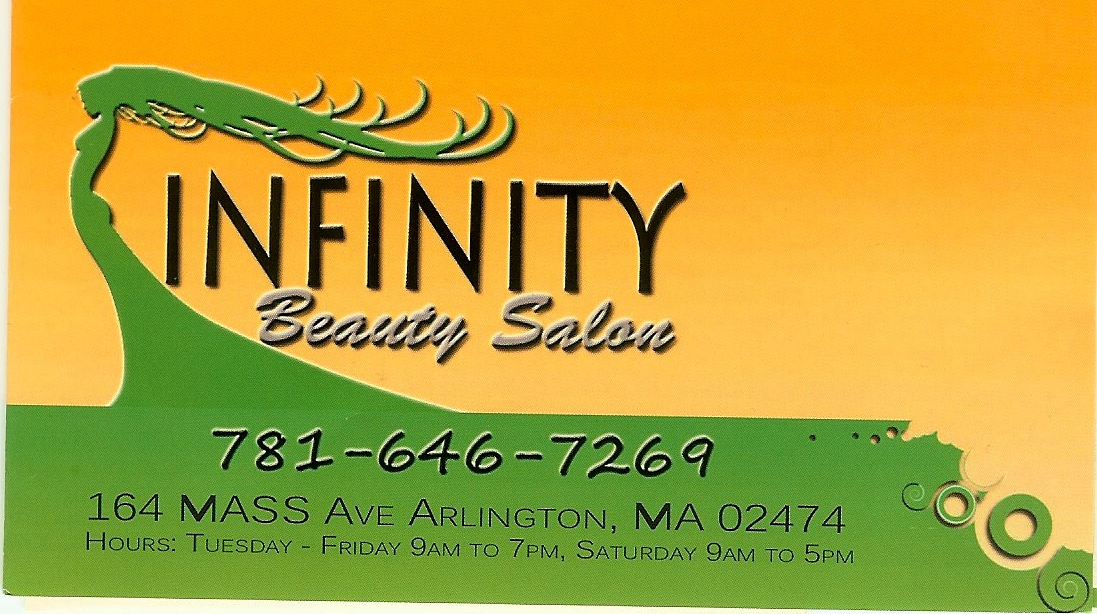 INFINITY
Beauty Salon
781-646-7269
164 MASS AVE ARLINGTON, MA 02474
HOURS: TUESDAY - FRIDAY 9AM TO 7PM, SATURDAY 9AM TO 5PM